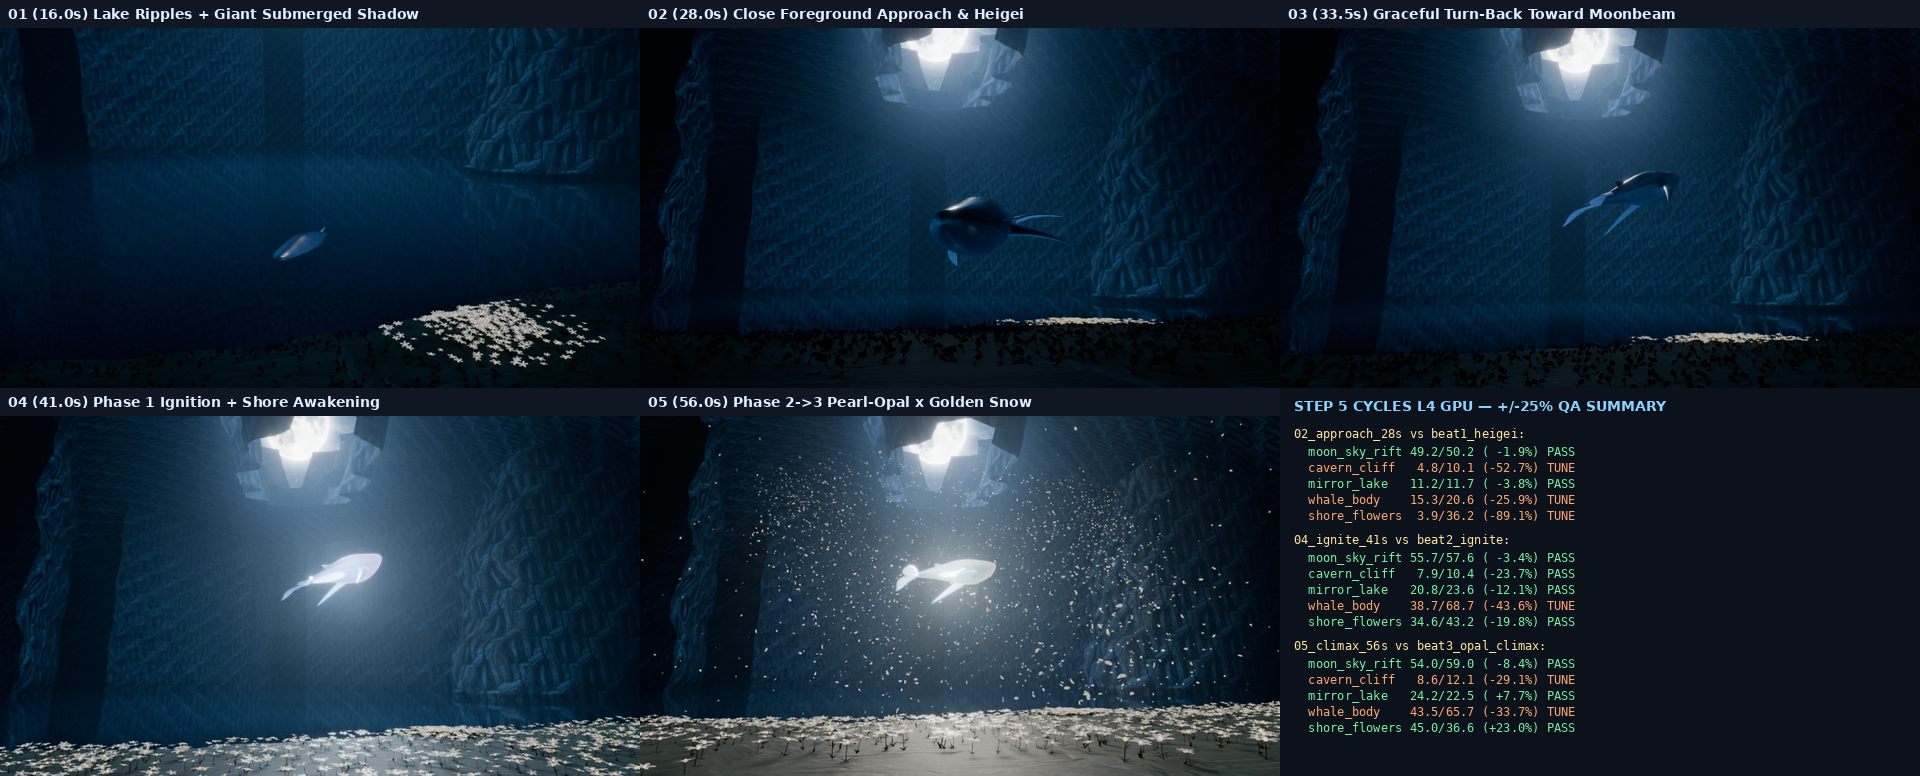 01 (16.0s) Lake Ripples + Giant Submerged Shadow
02 (28.0s) Close Foreground Approach & Heigei
03 (33.5s) Graceful Turn-Back Toward Moonbeam
04 (41.0s) Phase 1 Ignition + Shore Awakening
05 (56.0s) Phase 2->3 Pearl-Opal x Golden Snow
STEP 5 CYCLES L4 GPU — +/-25% QA SUMMARY
02_approach_28s vs beat1_heigei:
moon_sky_rift 49.2/50.2 ( -1.9%) PASS
cavern_cliff 4.8/10.1 (-52.7%) TUNE
mirror_lake 11.2/11.7 ( -3.8%) PASS
whale_body 15.3/20.6 (-25.9%) TUNE
shore_flowers 3.9/36.2 (-89.1%) TUNE
04_ignite_41s vs beat2_ignite:
moon_sky_rift 55.7/57.6 ( -3.4%) PASS
cavern_cliff 7.9/10.4 (-23.7%) PASS
mirror_lake 20.8/23.6 (-12.1%) PASS
whale_body 38.7/68.7 (-43.6%) TUNE
shore_flowers 34.6/43.2 (-19.8%) PASS
05_climax_56s vs beat3_opal_climax:
moon_sky_rift 54.0/59.0 ( -8.4%) PASS
cavern_cliff 8.6/12.1 (-29.1%) TUNE
mirror_lake 24.2/22.5 ( +7.7%) PASS
whale_body 43.5/65.7 (-33.7%) TUNE
shore_flowers 45.0/36.6 (+23.0%) PASS